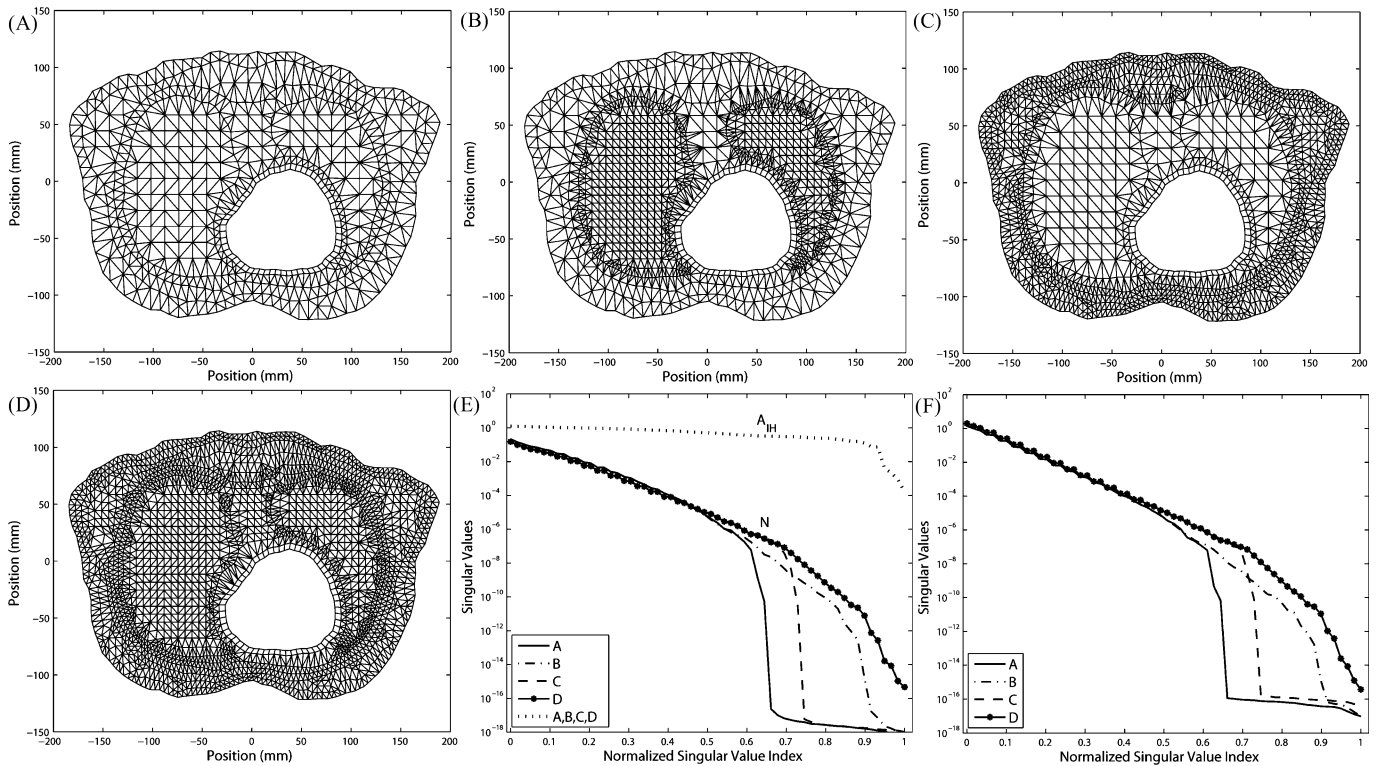 (A)
150
100
50
0
−50
−100
−150
−200 −150 −100 −50 0 50 100 150 200
Position (mm)
Position (mm)
(B)
150
100
50
0
−50
−100
−150
−200 −150 −100 −50 0 50 100 150 200
Position (mm)
Position (mm)
(C)
150
100
50
0
−50
−100
−150
−200 −150 −100 −50 0 50 100 150 200
Position (mm)
Position (mm)
(D)
150
100
50
0
−50
−100
−150
−200 −150 −100 −50 0 50 100 150 200
Position (mm)
Position (mm)
(E)
10^2
10^0
10^−2
10^−4
10^−6
10^−8
10^−10
10^−12
10^−14
10^−16
10^−18
Singular Values
A_IH
N
A
B
C
D
A,B,C,D
0 0.1 0.2 0.3 0.4 0.5 0.6 0.7 0.8 0.9 1
Normalized Singular Value Index
(F)
10^2
10^0
10^−2
10^−4
10^−6
10^−8
10^−10
10^−12
10^−14
10^−16
10^−18
Singular Values
A
B
C
D
0 0.1 0.2 0.3 0.4 0.5 0.6 0.7 0.8 0.9 1
Normalized Singular Value Index